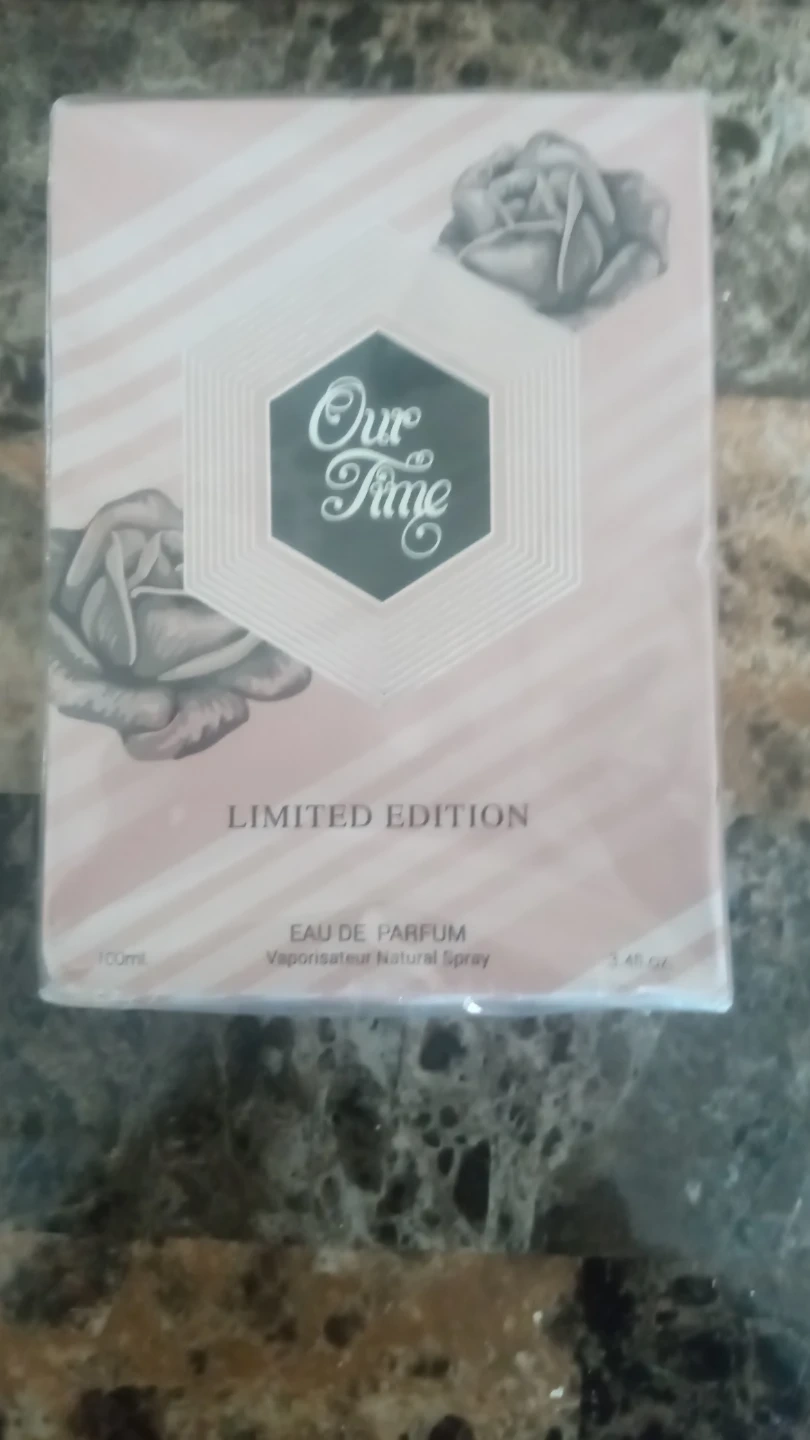 Our
Time
LIMITED EDITION
EAU DE PARFUM
Vaporisateur Natural Spray
100ml 3.4fl oz